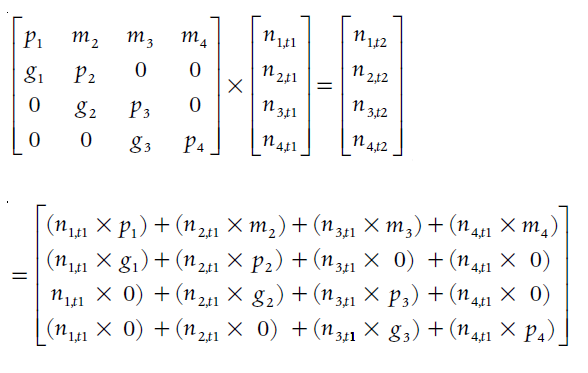 p₁ m₂ m₃ m₄ n₁,t1 n₁,t2
g₁ p₂ 0 0 n₂,t1 n₂,t2
× =
0 g₂ p₃ 0 n₃,t1 n₃,t2
0 0 g₃ p₄ n₄,t1 n₄,t2
(n₁,t1 × p₁) + (n₂,t1 × m₂) + (n₃,t1 × m₃) + (n₄,t1 × m₄)
(n₁,t1 × g₁) + (n₂,t1 × p₂) + (n₃,t1 × 0) + (n₄,t1 × 0)
=
n₁,t1 × 0) + (n₂,t1 × g₂) + (n₃,t1 × p₃) + (n₄,t1 × 0)
(n₁,t1 × 0) + (n₂,t1 × 0) + (n₃,t1 × g₃) + (n₄,t1 × p₄)